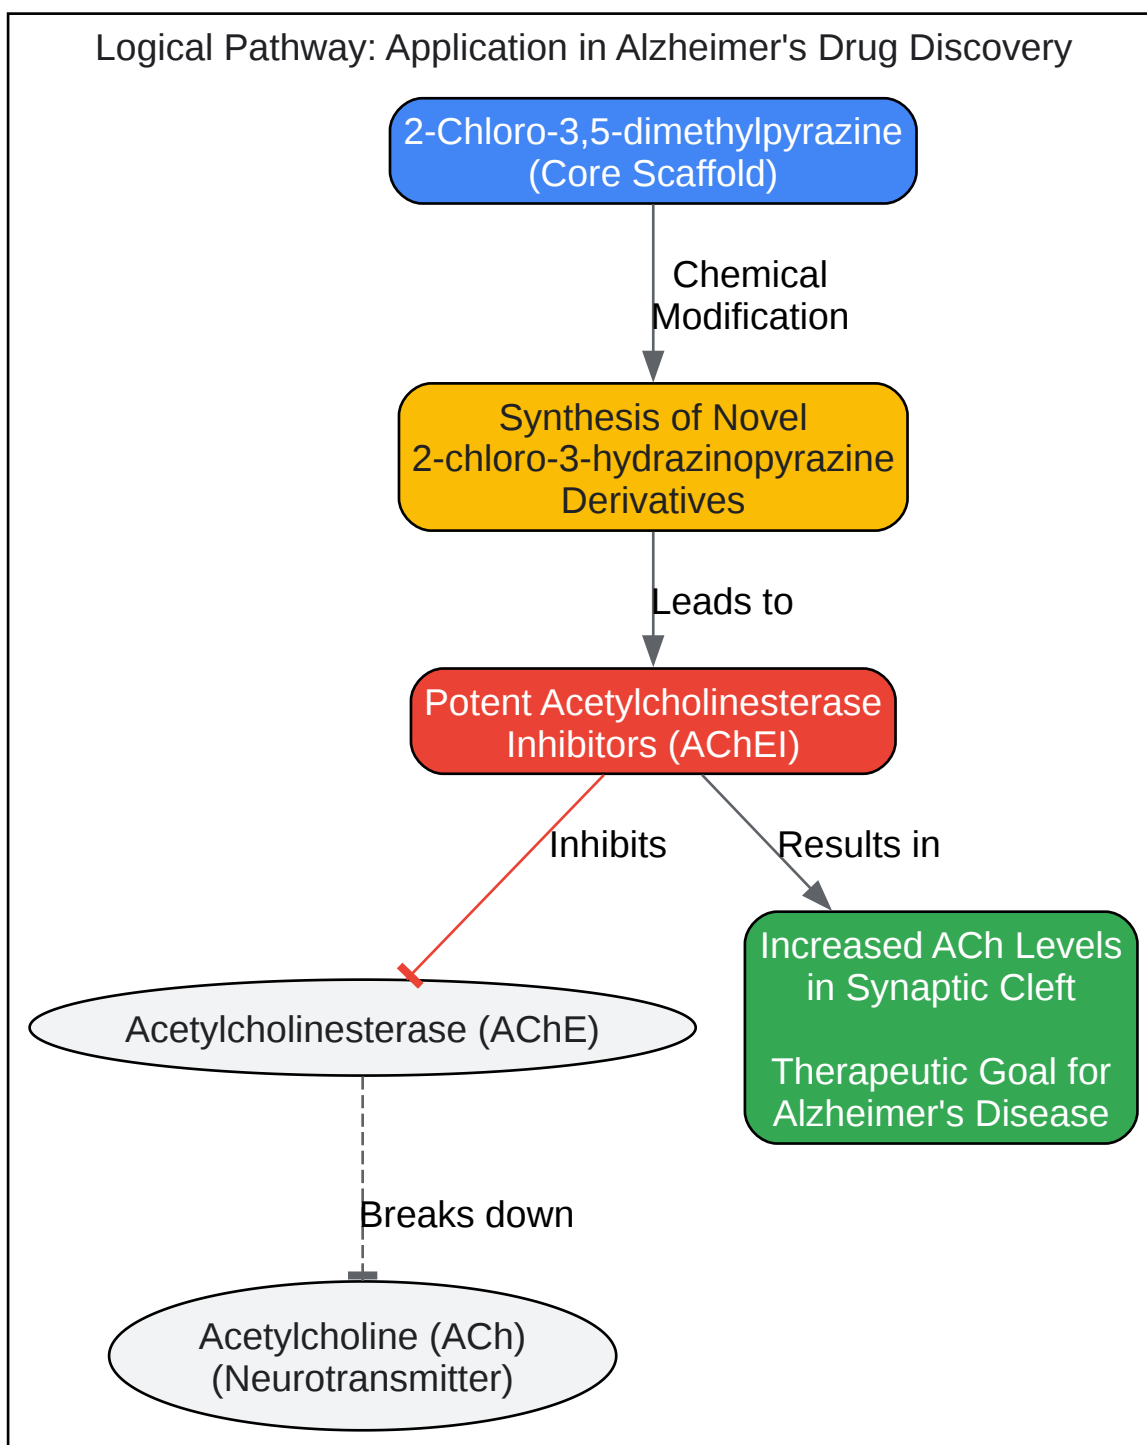 Logical Pathway: Application in Alzheimer's Drug Discovery
2-Chloro-3,5-dimethylpyrazine
(Core Scaffold)
Chemical
Modification
Synthesis of Novel
2-chloro-3-hydrazinopyrazine
Derivatives
Leads to
Potent Acetylcholinesterase
Inhibitors (AChEI)
Inhibits
Results in
Increased ACh Levels
in Synaptic Cleft
Therapeutic Goal for
Alzheimer's Disease
Acetylcholinesterase (AChE)
Breaks down
Acetylcholine (ACh)
(Neurotransmitter)